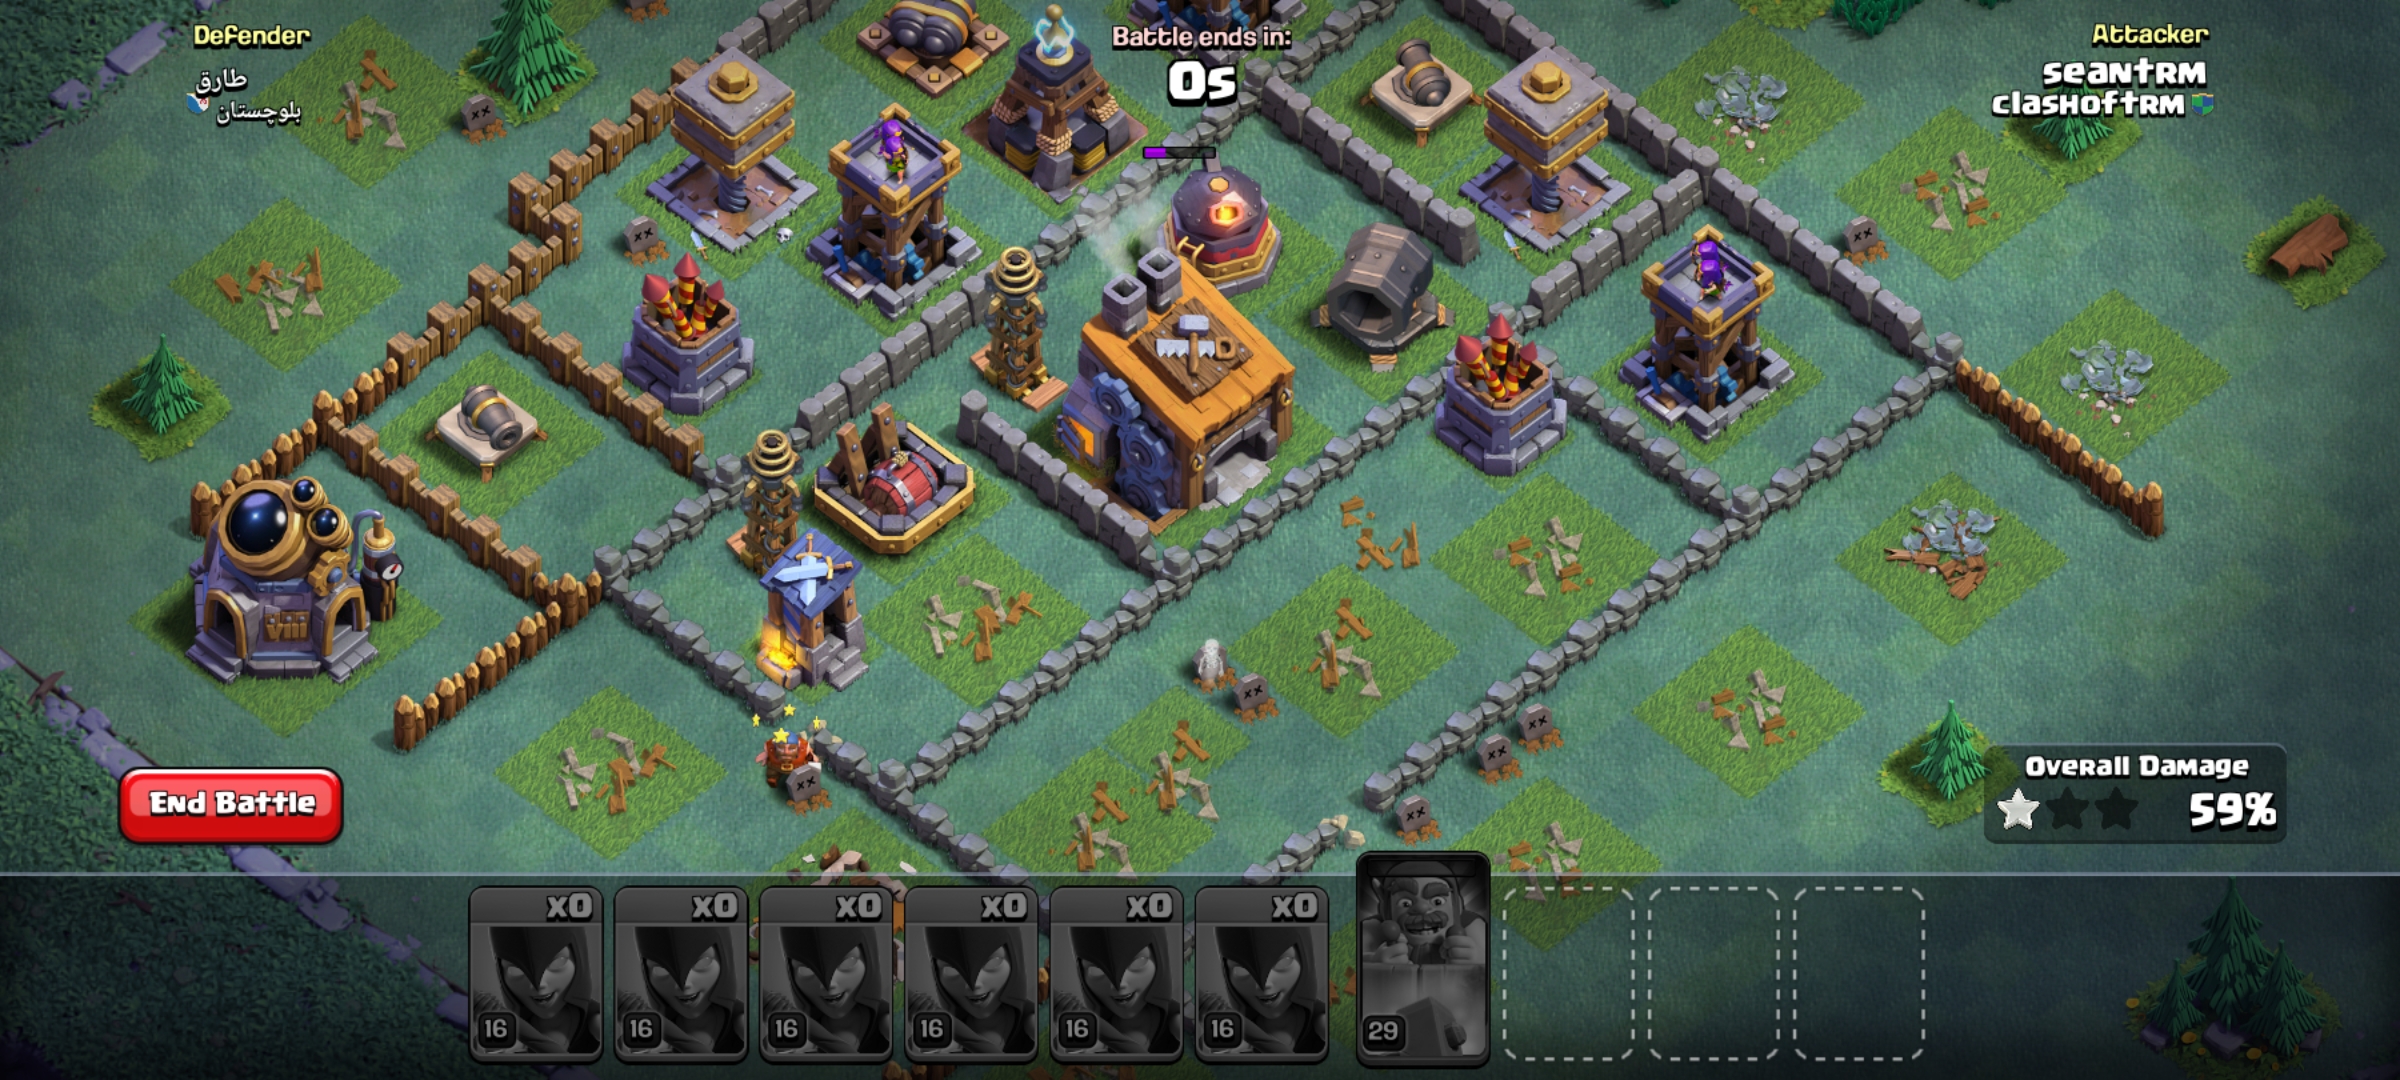 Defender
طارق
بلوچستان
Battle ends in:
0s
Attacker
seantRM
clashoftRM
VIII
End Battle
Overall Damage
59%
x0
x0
x0
x0
x0
x0
16
16
16
16
16
16
29